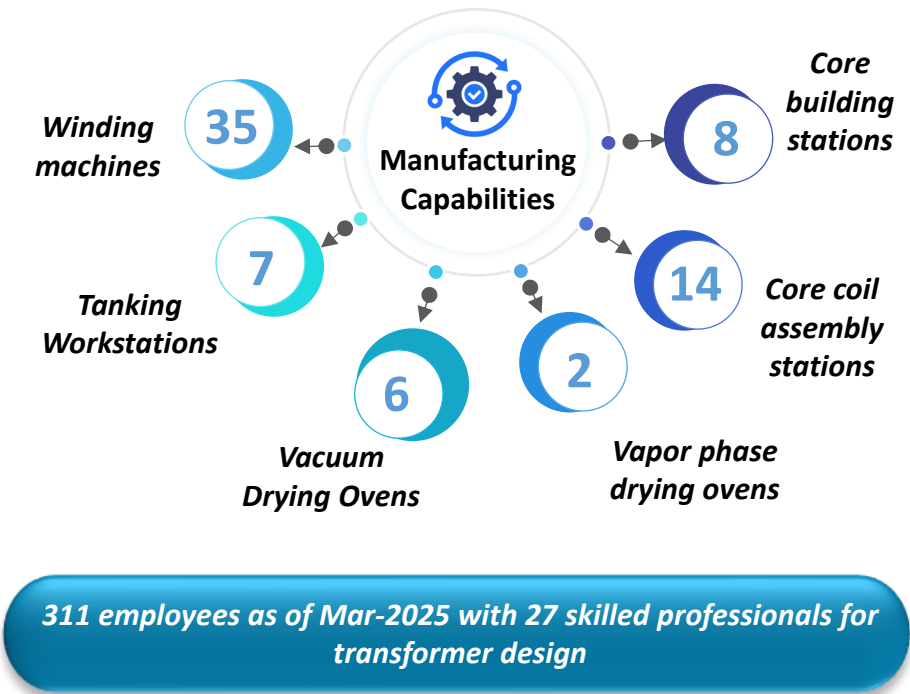 Manufacturing
Capabilities
35
Winding
machines
7
Tanking
Workstations
6
Vacuum
Drying Ovens
2
Vapor phase
drying ovens
14
Core coil
assembly
stations
8
Core
building
stations
311 employees as of Mar-2025 with 27 skilled professionals for
transformer design